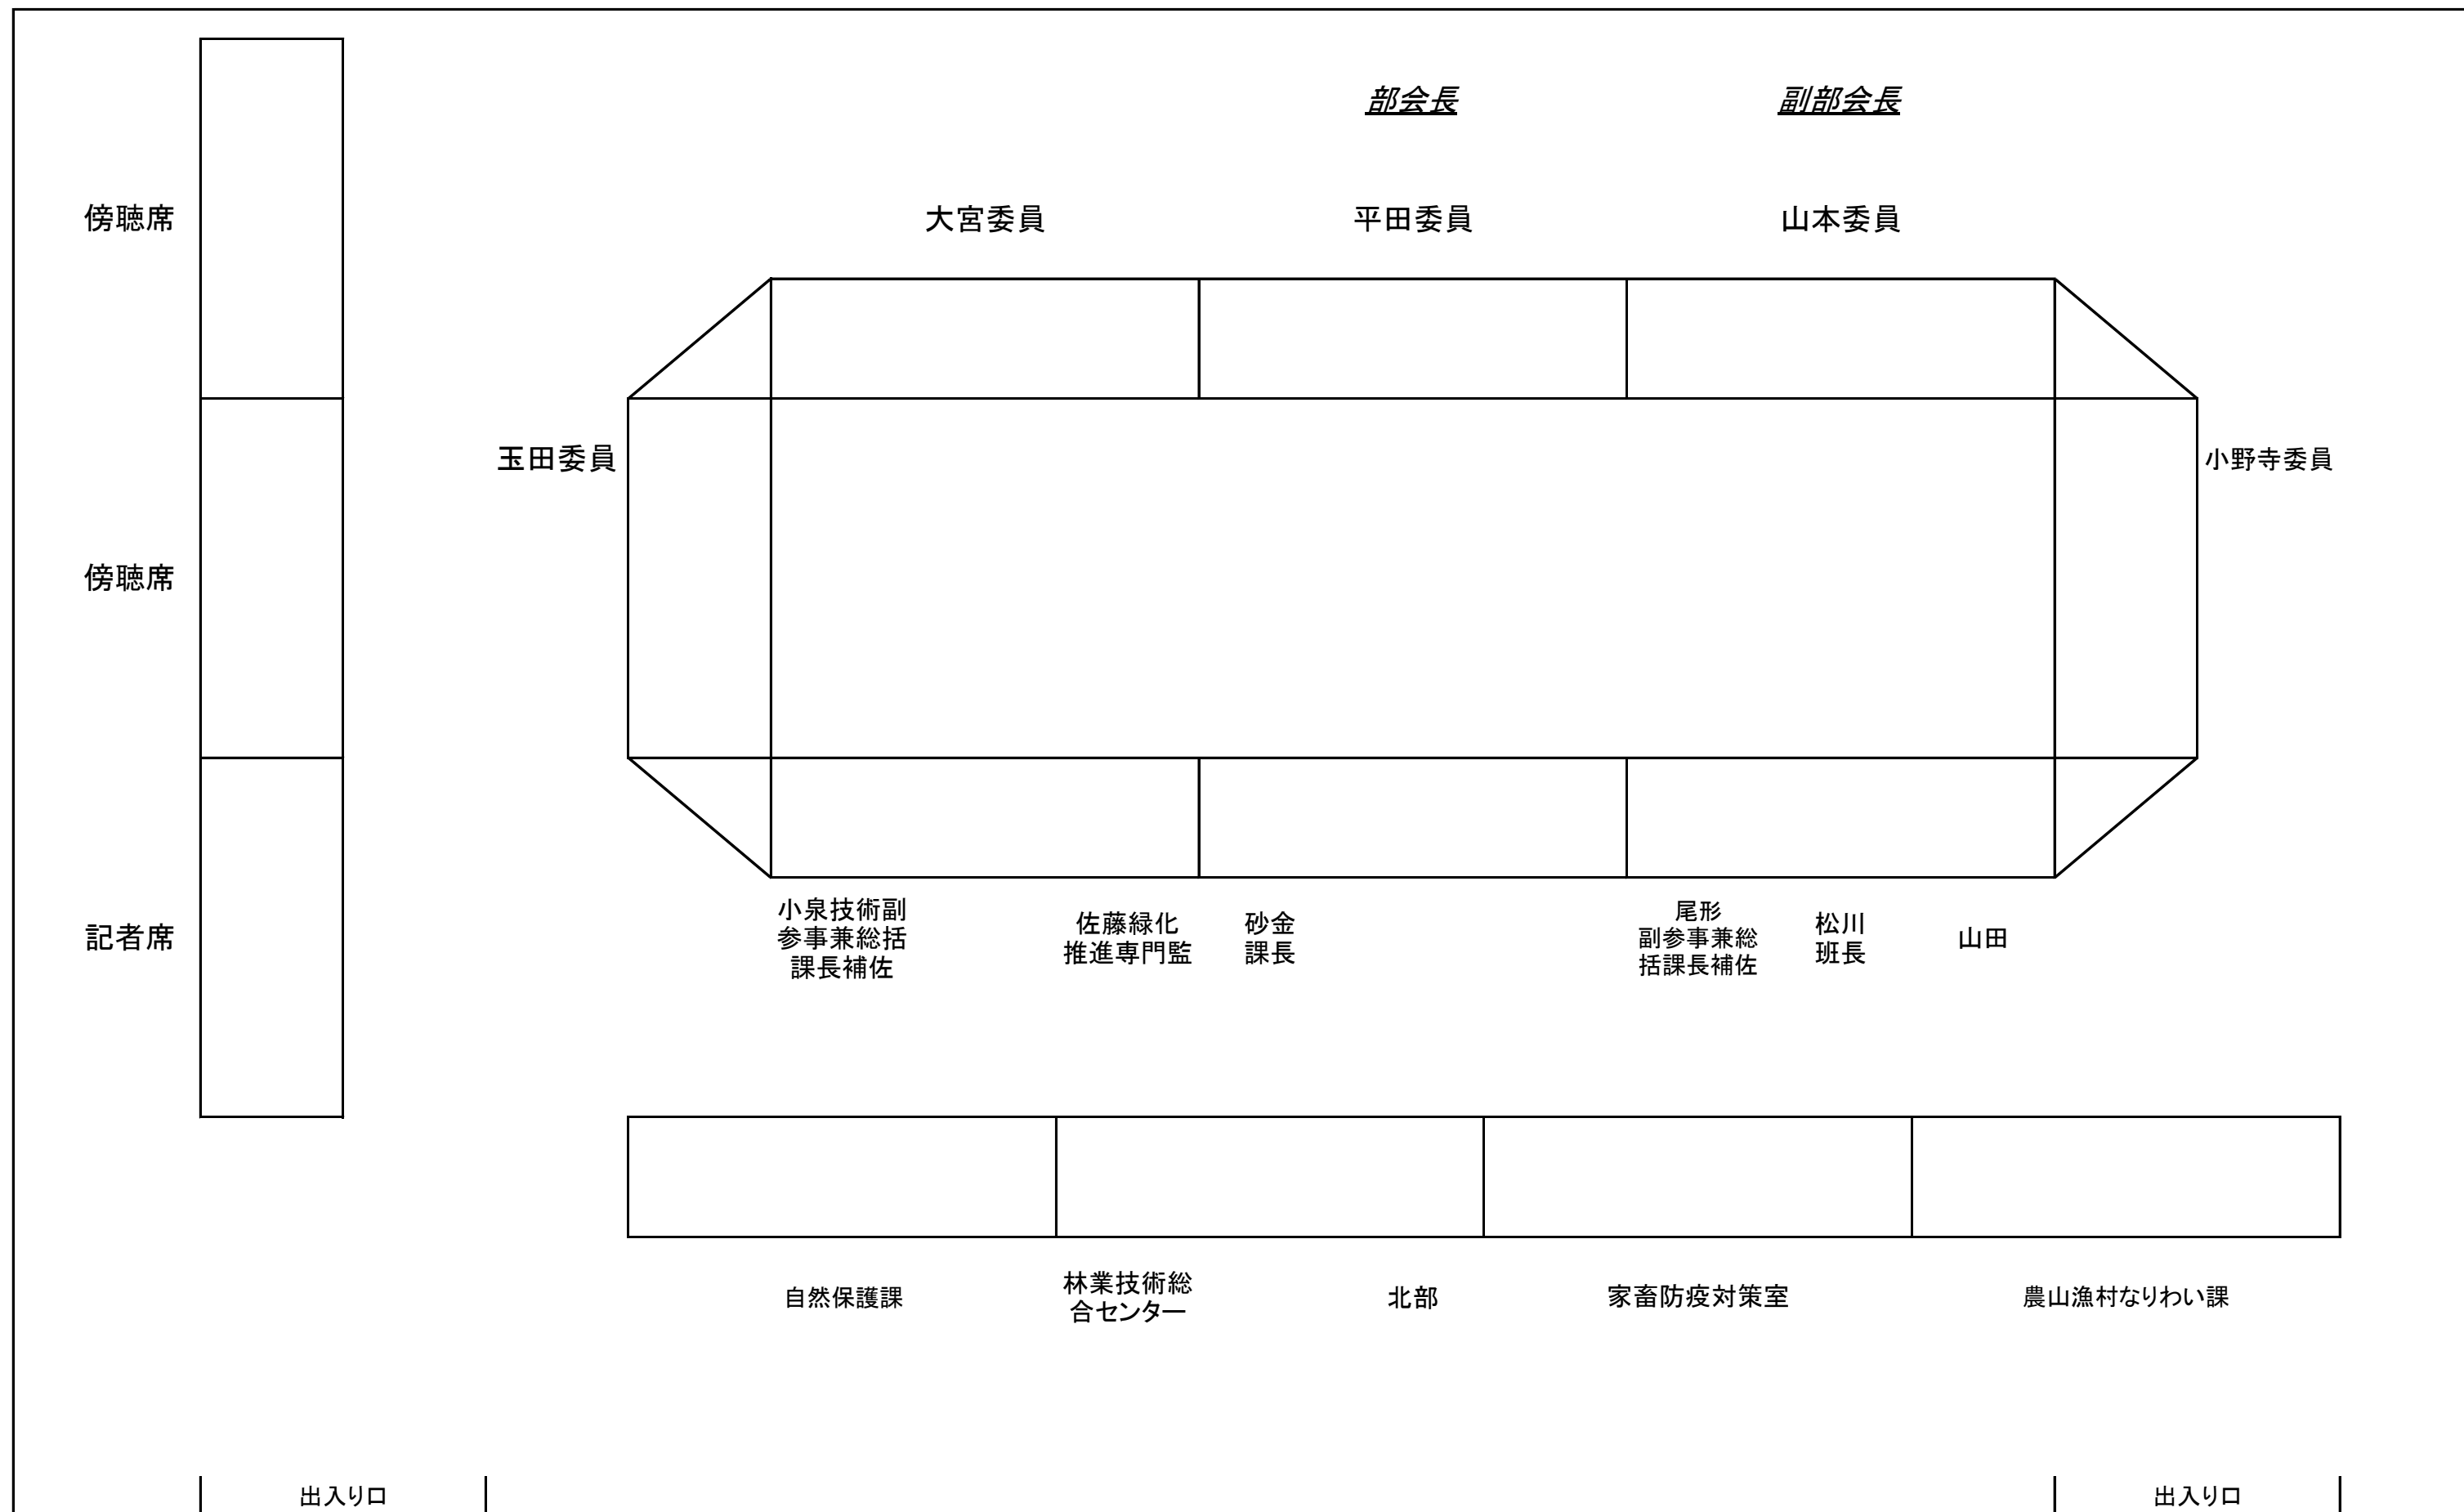 部会長
副部会長
傍聴席
大宮委員
平田委員
山本委員
玉田委員
小野寺委員
傍聴席
記者席
小泉技術副
参事兼総括
課長補佐
佐藤緑化
推進専門監
砂金
課長
尾形
副参事兼総
括課長補佐
松川
班長
山田
自然保護課
林業技術総
合センター
北部
家畜防疫対策室
農山漁村なりわい課
出入り口
出入り口